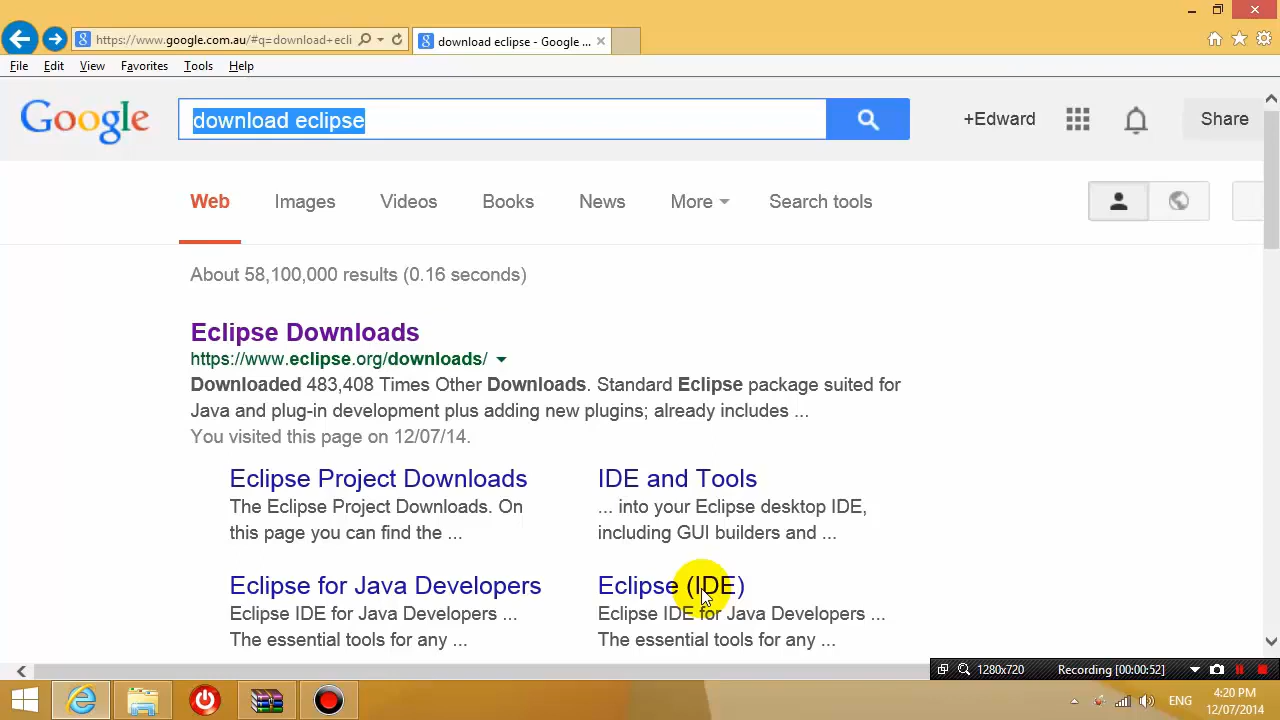 https://www.google.com.au/#q=download+ecli
download eclipse - Google ...
File Edit View Favorites Tools Help
Google
download eclipse
+Edward
Share
Web Images Videos Books News More Search tools
About 58,100,000 results (0.16 seconds)
Eclipse Downloads
https://www.eclipse.org/downloads/
Downloaded 483,408 Times Other Downloads. Standard Eclipse package suited for
Java and plug-in development plus adding new plugins; already includes ...
You visited this page on 12/07/14.
Eclipse Project Downloads
The Eclipse Project Downloads. On
this page you can find the ...
IDE and Tools
... into your Eclipse desktop IDE,
including GUI builders and ...
Eclipse for Java Developers
Eclipse IDE for Java Developers ...
The essential tools for any ...
Eclipse (IDE)
Eclipse IDE for Java Developers ...
The essential tools for any ...
1280x720 Recording [00:00:52]
ENG
4:20 PM
12/07/2014